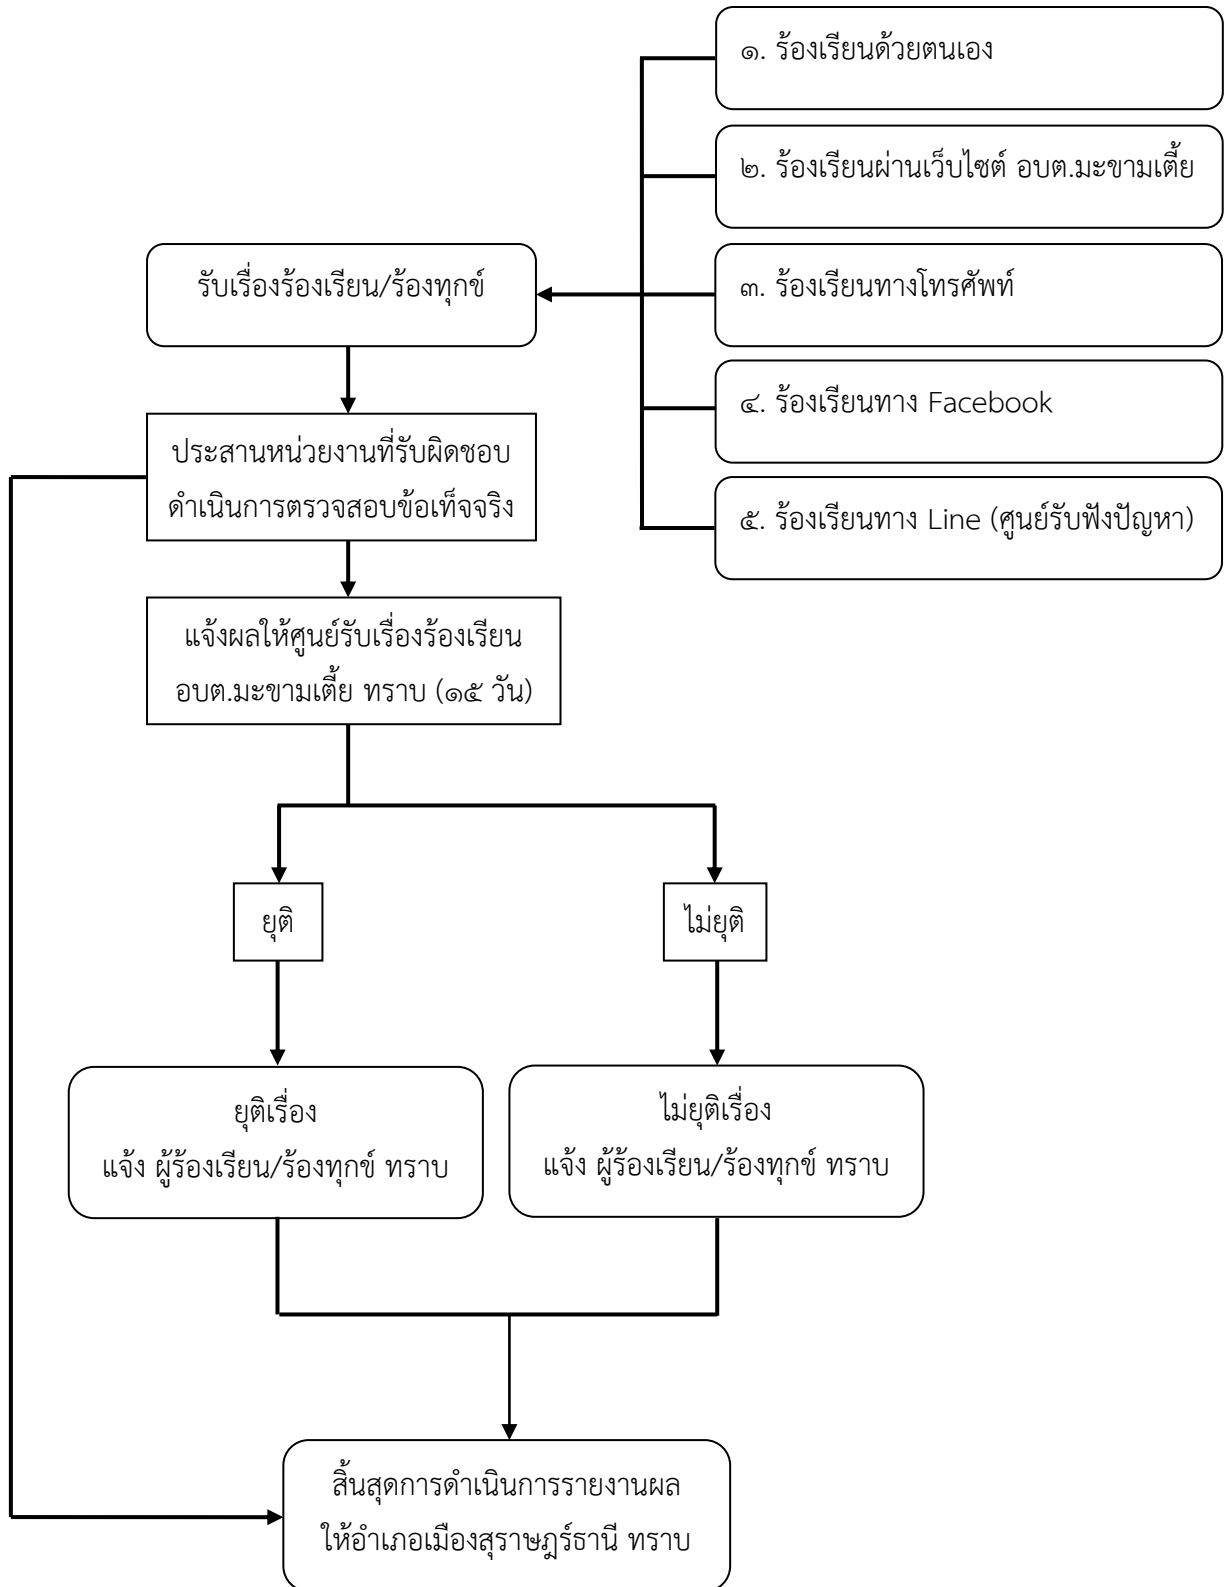 ๑. ร้องเรียนด้วยตนเอง
๒. ร้องเรียนผ่านเว็บไซต์ อบต.มะขามเตี้ย
๓. ร้องเรียนทางโทรศัพท์
๔. ร้องเรียนทาง Facebook
๕. ร้องเรียนทาง Line (ศูนย์รับฟังปัญหา)
รับเรื่องร้องเรียน/ร้องทุกข์
ประสานหน่วยงานที่รับผิดชอบ
ดำเนินการตรวจสอบข้อเท็จจริง
แจ้งผลให้ศูนย์รับเรื่องร้องเรียน
อบต.มะขามเตี้ย ทราบ (๑๕ วัน)
ยุติ
ไม่ยุติ
ยุติเรื่อง
แจ้ง ผู้ร้องเรียน/ร้องทุกข์ ทราบ
ไม่ยุติเรื่อง
แจ้ง ผู้ร้องเรียน/ร้องทุกข์ ทราบ
สิ้นสุดการดำเนินการรายงานผล
ให้อำเภอเมืองสุราษฎร์ธานี ทราบ